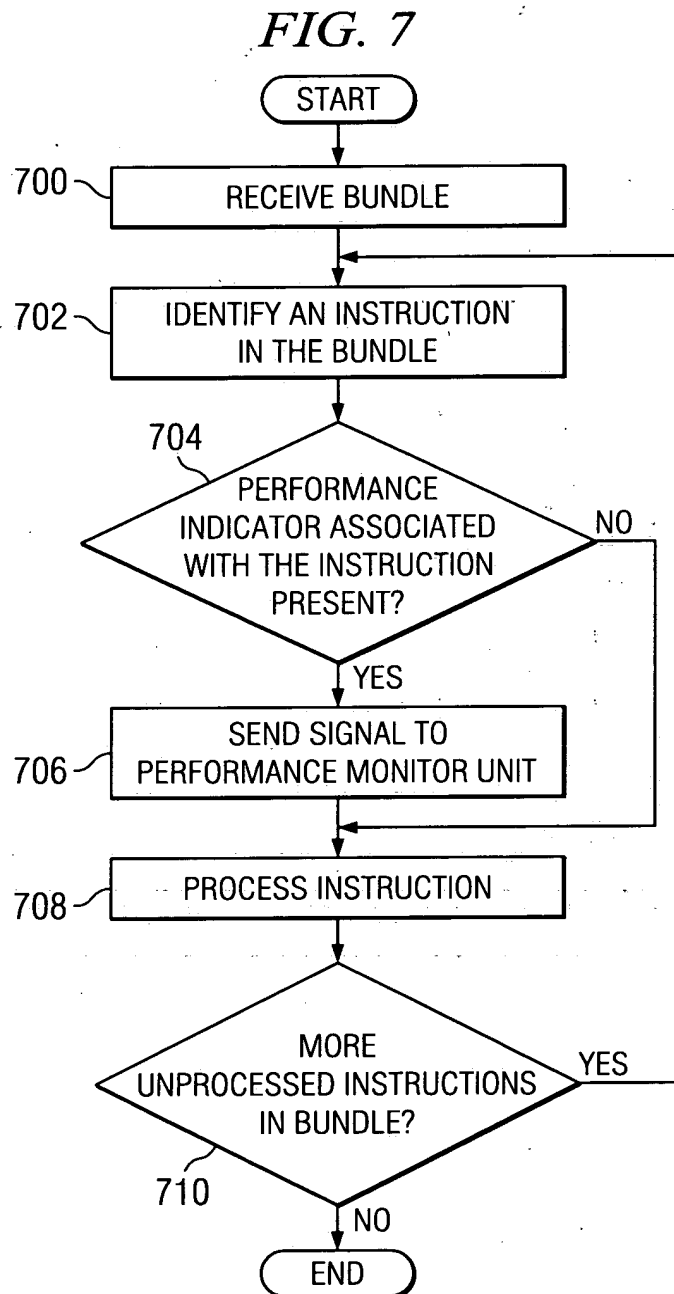 FIG. 7
START
700
RECEIVE BUNDLE
702
IDENTIFY AN INSTRUCTION
IN THE BUNDLE
704
PERFORMANCE
INDICATOR ASSOCIATED
WITH THE INSTRUCTION
PRESENT?
NO
YES
706
SEND SIGNAL TO
PERFORMANCE MONITOR UNIT
708
PROCESS INSTRUCTION
MORE
UNPROCESSED INSTRUCTIONS
IN BUNDLE?
YES
710
NO
END